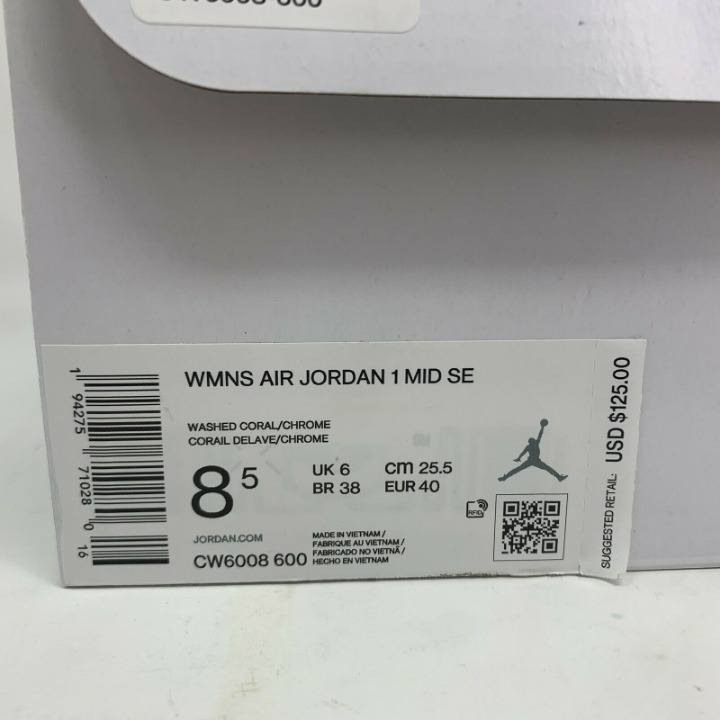 WMNS AIR JORDAN 1 MID SE
WASHED CORAL/CHROME
CORAIL DELAVE/CHROME
8 5
UK 6
BR 38
cm 25.5
EUR 40
JORDAN.COM
CW6008 600
MADE IN VIETNAM /
FABRIQUE AU VIETNAM /
FABRICADO NO VIETNÃ /
HECHO EN VIETNAM
RFID
1 94275 71028 0 16
SUGGESTED RETAIL: USD $125.00